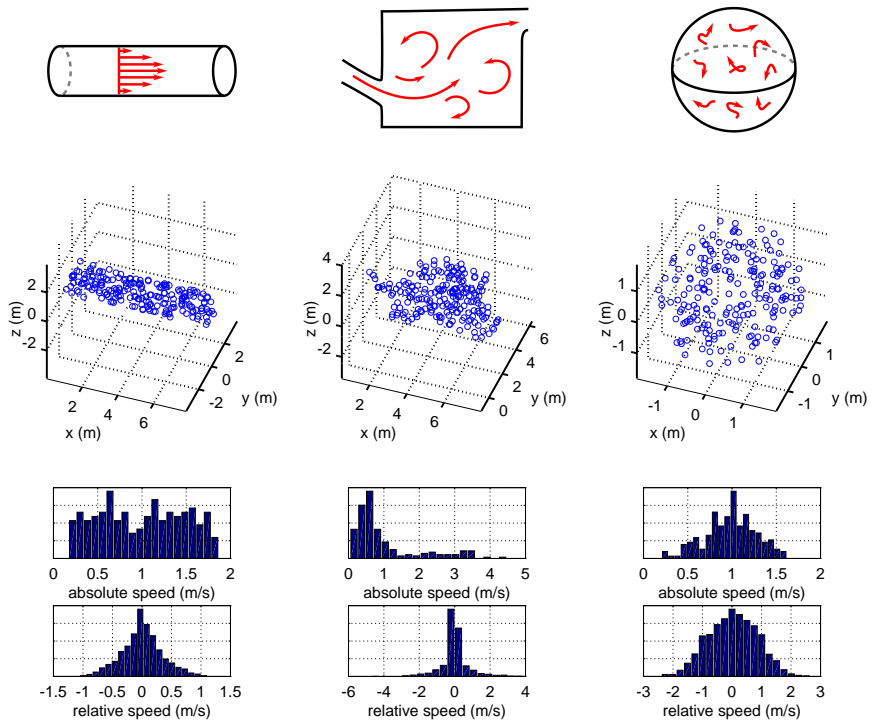 2
0
-2
z (m)
2
4
6
x (m)
-2
0
2
y (m)
4
2
0
-2
z (m)
2
4
6
x (m)
0
2
4
6
y (m)
1
0
-1
z (m)
-1
0
1
x (m)
-1
0
1
y (m)
0 0.5 1 1.5 2
absolute speed (m/s)
0 1 2 3 4 5
absolute speed (m/s)
0 0.5 1 1.5 2
absolute speed (m/s)
-1.5 -1 -0.5 0 0.5 1 1.5
relative speed (m/s)
-6 -4 -2 0 2 4
relative speed (m/s)
-3 -2 -1 0 1 2 3
relative speed (m/s)